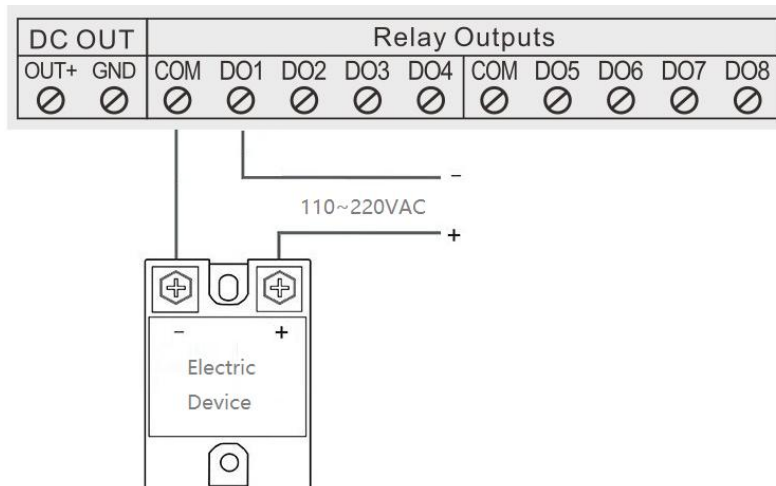 DC OUT Relay Outputs
OUT+ GND COM DO1 DO2 DO3 DO4 COM DO5 DO6 DO7 DO8
-
110~220VAC
+
- +
Electric
Device